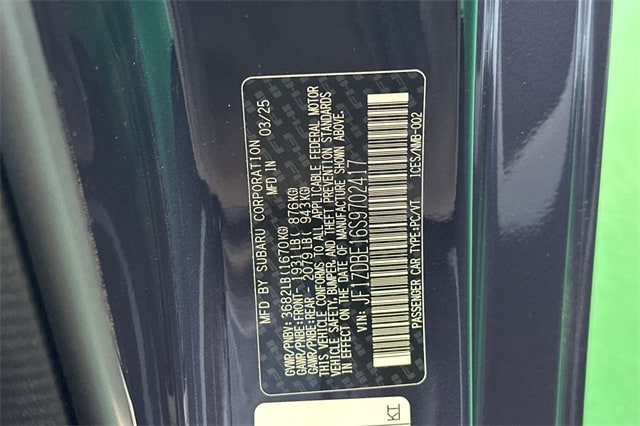 MFD BY SUBARU CORPORATION 03/25
MFD IN
GVWR/PNBV: 3682LB(1670KG)
GAWR/PNBE:FRONT- 1931LB( 876KG)
GAWR/PNBE:REAR - 2079LB( 943KG)
THIS VEHICLE CONFORMS TO ALL APPLICABLE FEDERAL MOTOR
VEHICLE SAFETY, BUMPER, AND THEFT PREVENTION STANDARDS
IN EFFECT ON THE DATE OF MANUFACTURE SHOWN ABOVE.
VIN: JF1ZDBE16S9702417
PASSENGER CAR TYPE:PC/VT ICES/NMB-002